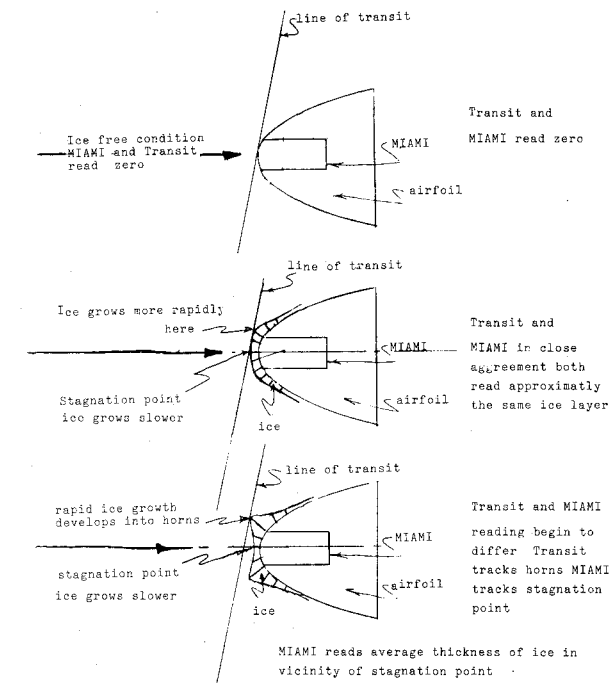 line of transit
Ice free condition
MIAMI and Transit
read zero
MIAMI
airfoil
Transit and
MIAMI read zero
line of transit
Ice grows more rapidly
here
Stagnation point
ice grows slower
ice
MIAMI
airfoil
Transit and
MIAMI in close
aggreement both
read approximatly
the same ice layer
line of transit
rapid ice growth
develops into horns
stagnation point
ice grows slower
ice
MIAMI
airfoil
Transit and MIAMI
reading begin to
differ Transit
tracks horns MIAMI
tracks stagnation
point
MIAMI reads average thickness of ice in
vicinity of stagnation point